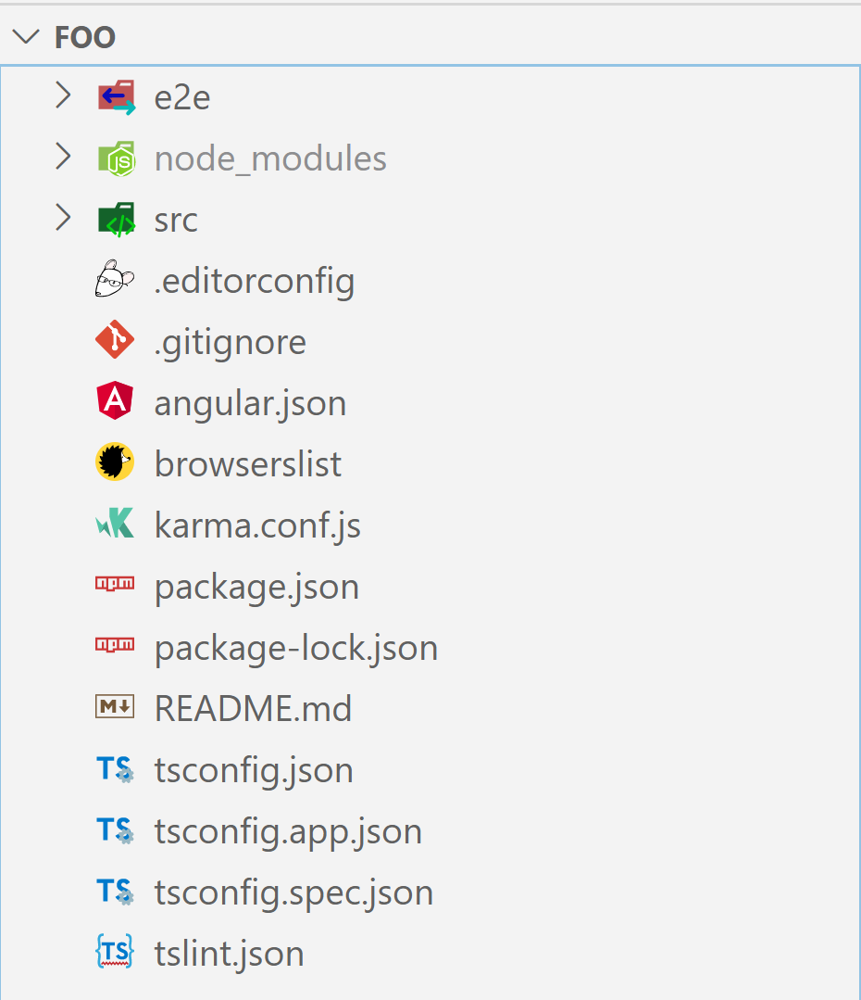 FOO
e2e
node_modules
src
.editorconfig
.gitignore
angular.json
browserslist
karma.conf.js
package.json
package-lock.json
README.md
tsconfig.json
tsconfig.app.json
tsconfig.spec.json
tslint.json